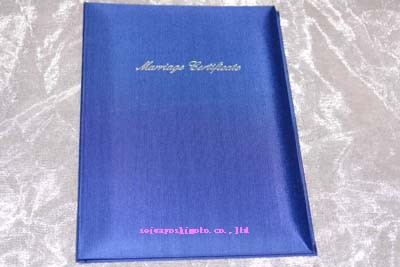 Marriage Certificate
seiwayoshimoto.co.,ltd